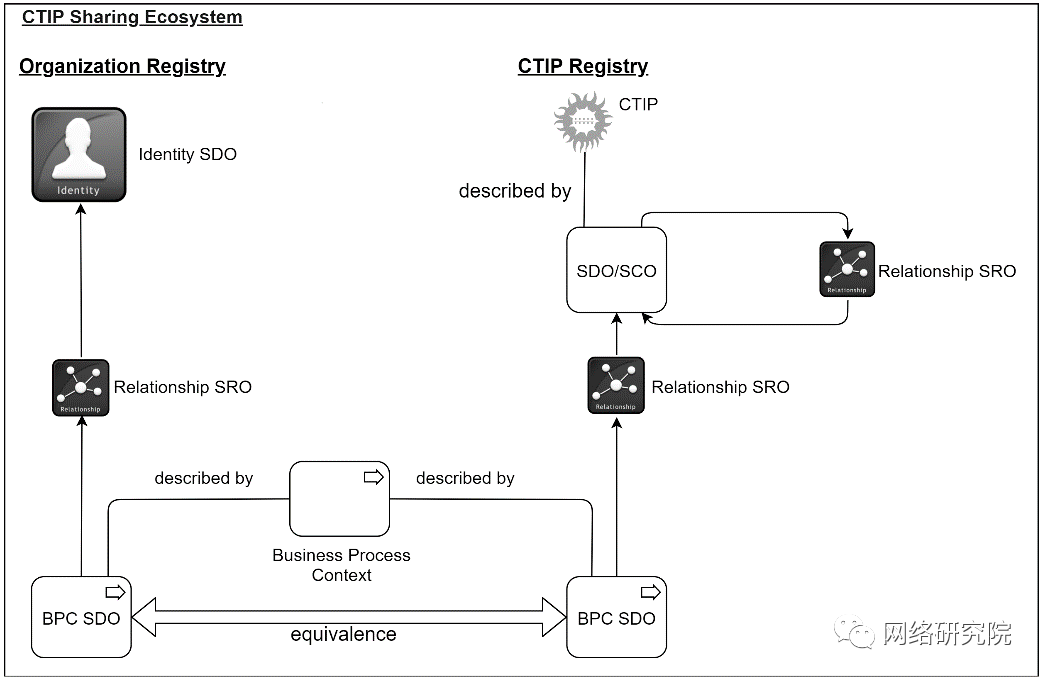 CTIP Sharing Ecosystem
Organization Registry
CTIP Registry
CTIP
Identity
Identity SDO
described by
SDO/SCO
Relationship
Relationship SRO
Relationship
Relationship SRO
Relationship
Relationship SRO
described by
described by
Business Process
Context
BPC SDO
BPC SDO
equivalence
网络研究院